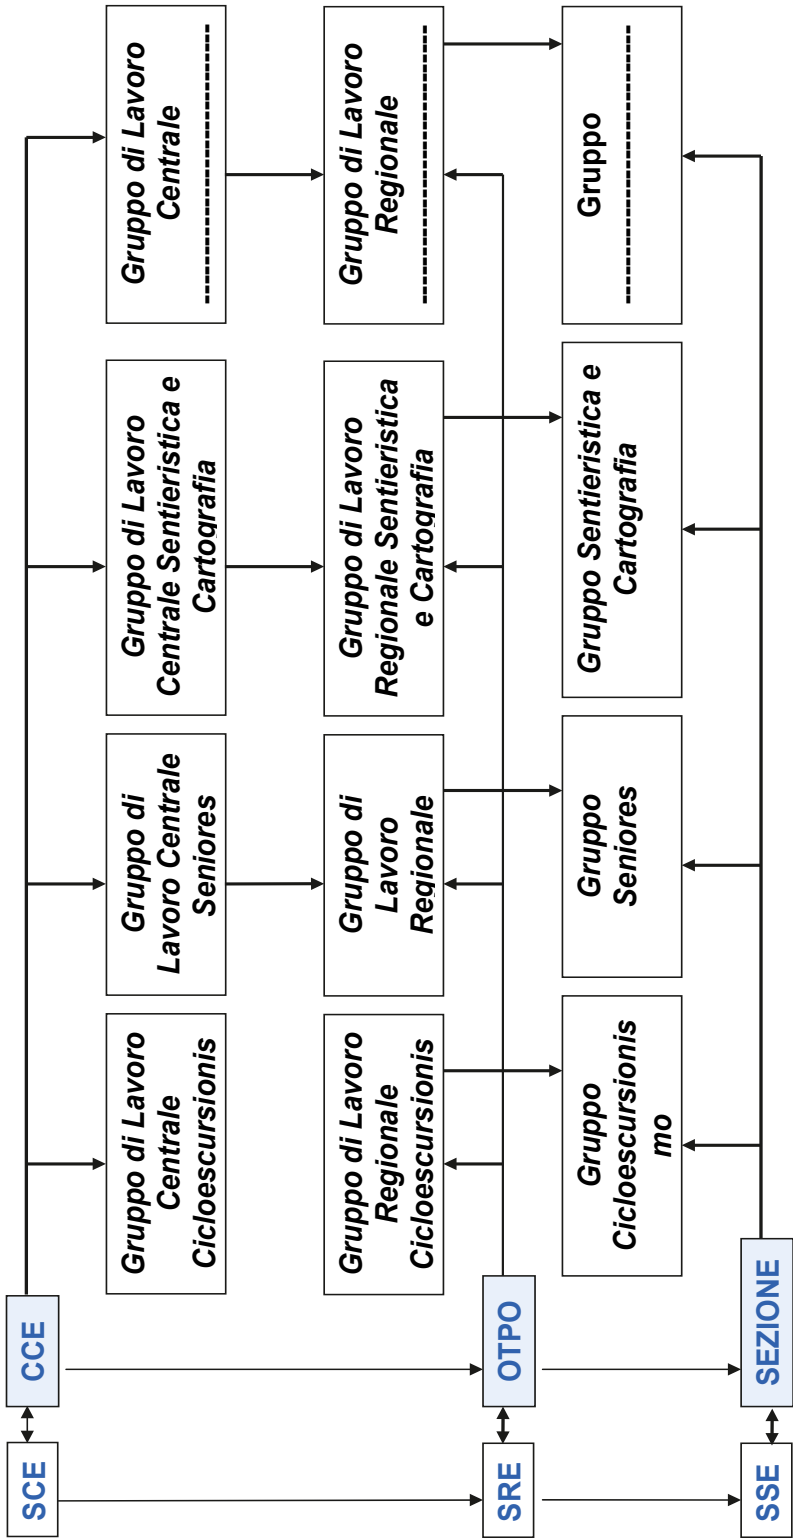 SCE
CCE
Gruppo di Lavoro
Centrale
Cicloescursionis
Gruppo di
Lavoro Centrale
Seniores
Gruppo di Lavoro
Centrale Sentieristica e
Cartografia
Gruppo di Lavoro
Centrale
Gruppo di Lavoro
Regionale
Cicloescursionis
Gruppo di
Lavoro
Regionale
Gruppo di Lavoro
Regionale Sentieristica
e Cartografia
Gruppo di Lavoro
Regionale
SRE
OTPO
Gruppo
Cicloescursionis
mo
Gruppo
Seniores
Gruppo Sentieristica e
Cartografia
Gruppo
SSE
SEZIONE